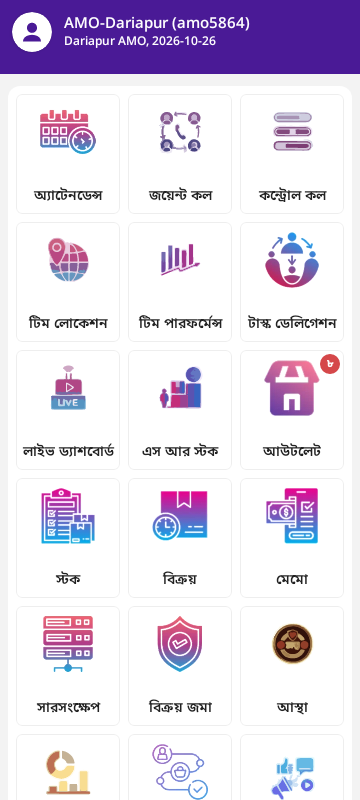 AMO-Dariapur (amo5864)
Dariapur AMO, 2026-10-26
অ্যাটেনডেন্স
জয়েন্ট কল
কন্ট্রোল কল
টিম লোকেশন
টিম পারফর্মেন্স
টাস্ক ডেলিগেশন
LIVE
৮
লাইভ ড্যাশবোর্ড
এস আর স্টক
আউটলেট
স্টক
বিক্রয়
মেমো
সারসংক্ষেপ
বিক্রয় জমা
আস্থা